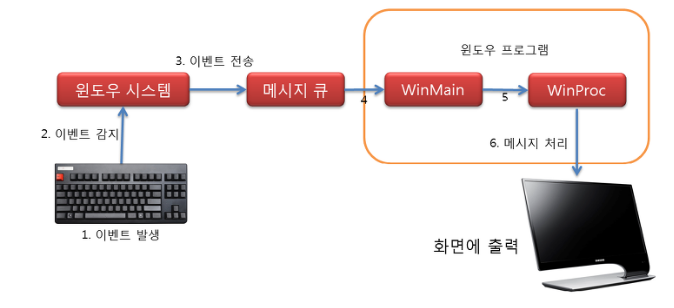 3. 이벤트 전송
윈도우 프로그램
윈도우 시스템
메시지 큐
4
WinMain
5
WinProc
2. 이벤트 감지
6. 메시지 처리
1. 이벤트 발생
화면에 출력